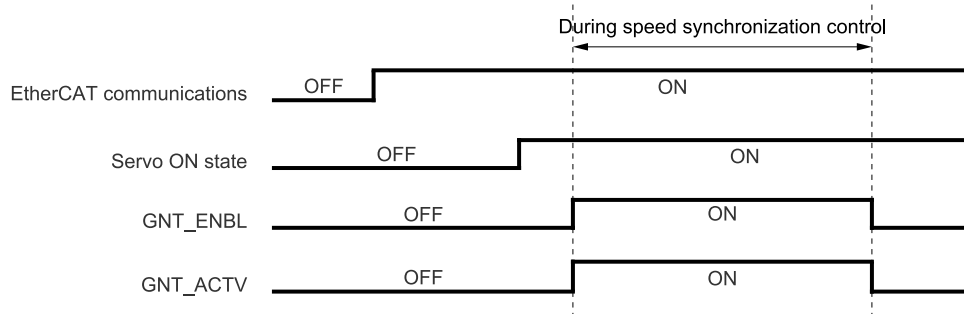 During speed synchronization control
EtherCAT communications OFF ON
Servo ON state OFF ON
GNT_ENBL OFF ON
GNT_ACTV OFF ON